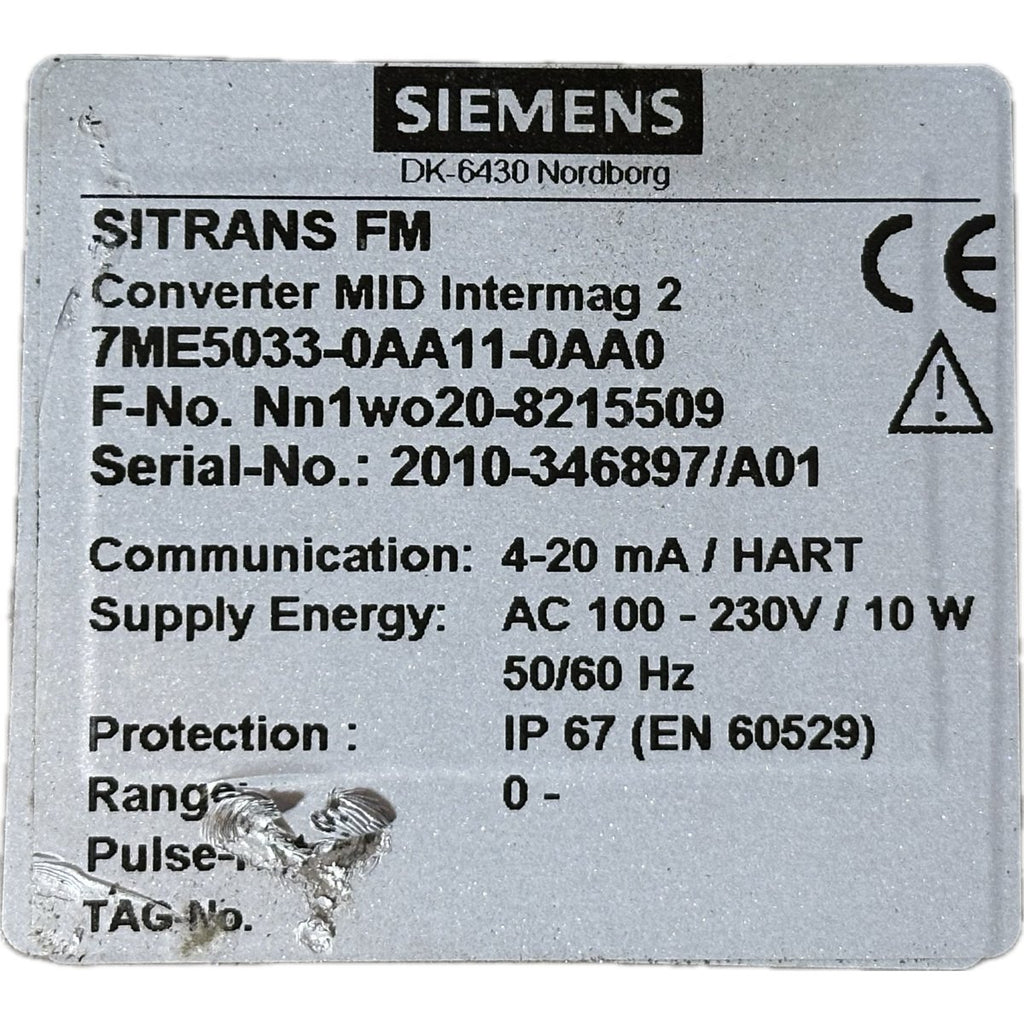 SIEMENS
DK-6430 Nordborg
SITRANS FM
Converter MID Intermag 2
7ME5033-0AA11-0AA0
F-No. Nn1wo20-8215509
Serial-No.: 2010-346897/A01
Communication: 4-20 mA / HART
Supply Energy: AC 100 - 230V / 10 W
50/60 Hz
Protection : IP 67 (EN 60529)
Range: 0 -
TAG-No.
CE